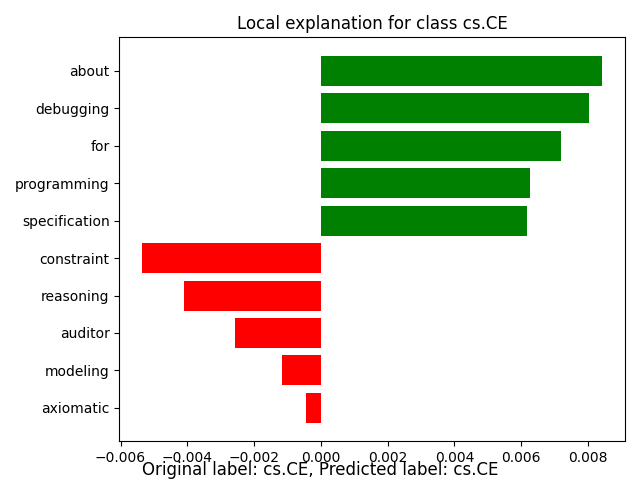 Local explanation for class cs.CE
about
debugging
for
programming
specification
constraint
reasoning
auditor
modeling
axiomatic
−0.006 −0.004 −0.002 0.000 0.002 0.004 0.006 0.008
Original label: cs.CE, Predicted label: cs.CE